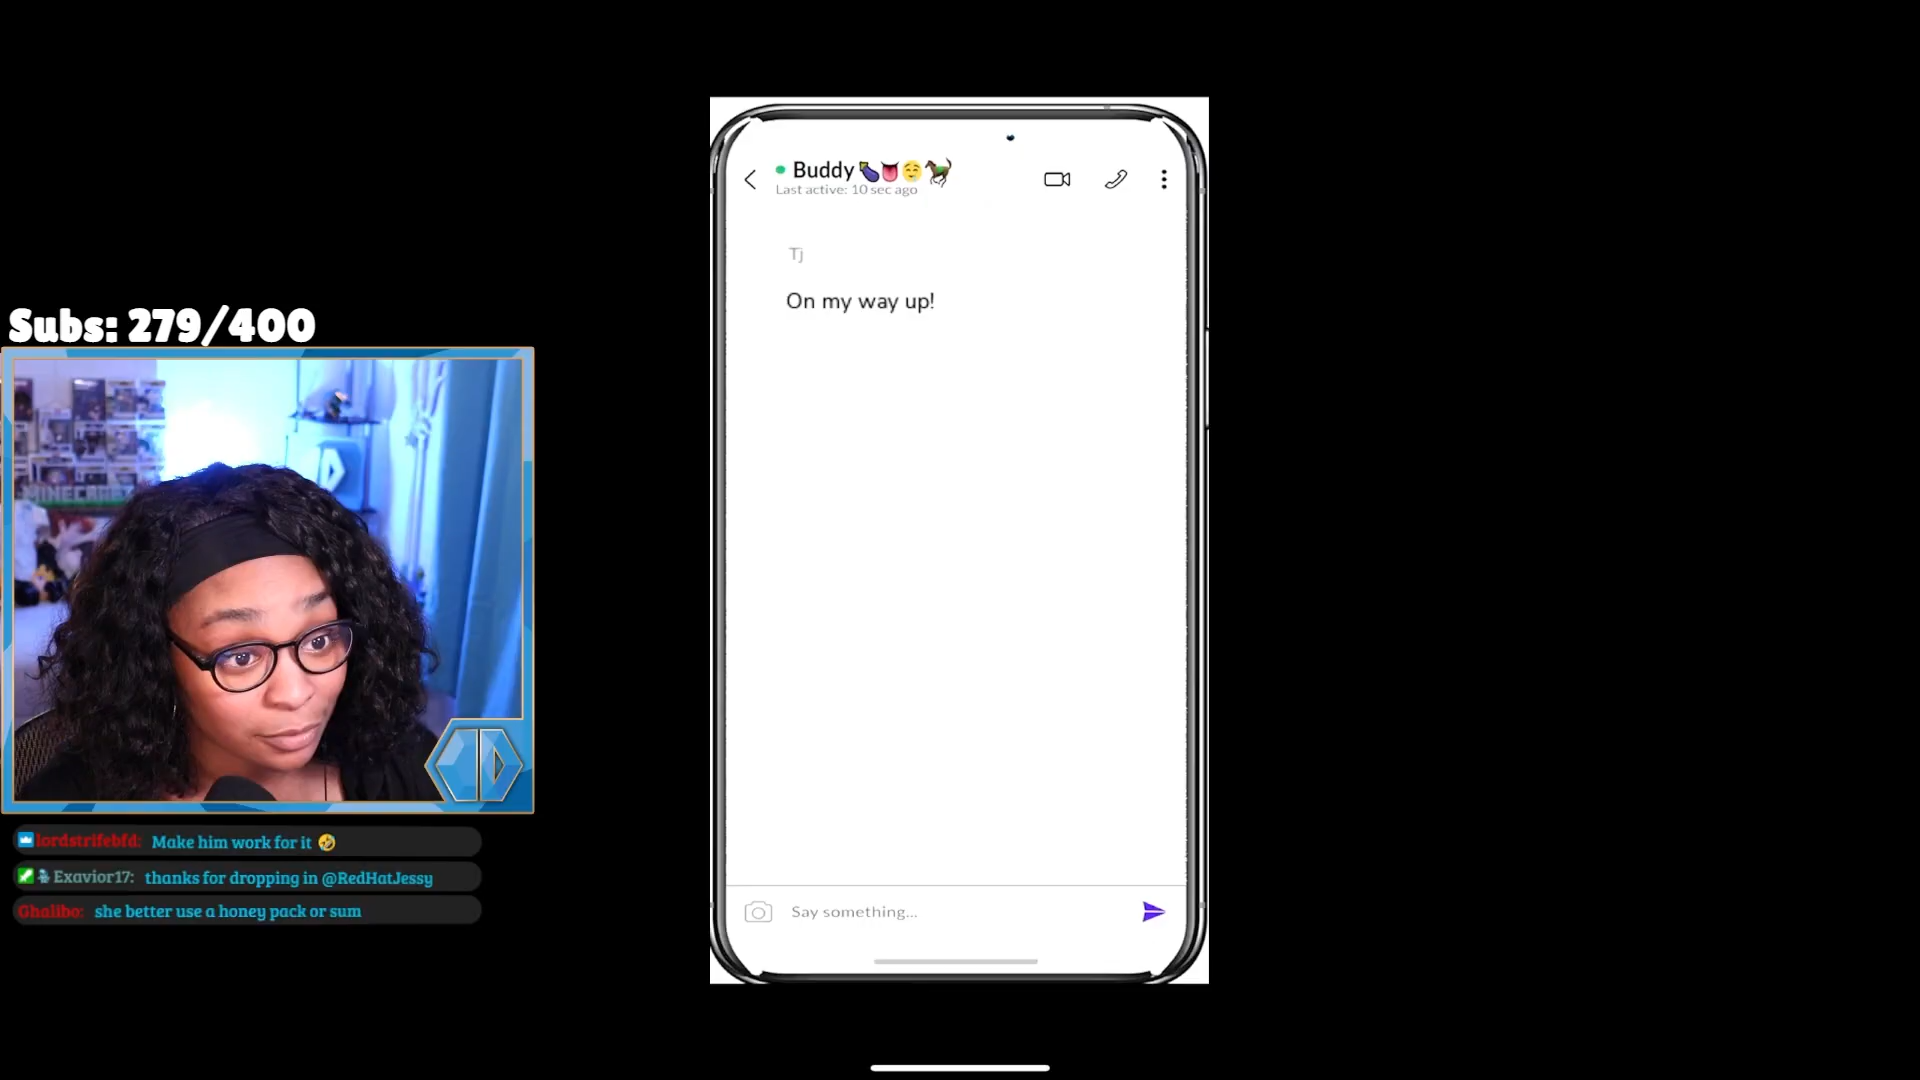 Buddy🍆👅😌🐎
Last active: 10 sec ago
Tj
On my way up!
Say something...
Subs: 279/400
MINECRAFT
lordstrifebfd: Make him work for it 🤣
Exavior17: thanks for dropping in @RedHatJessy
Ghalibo: she better use a honey pack or sum